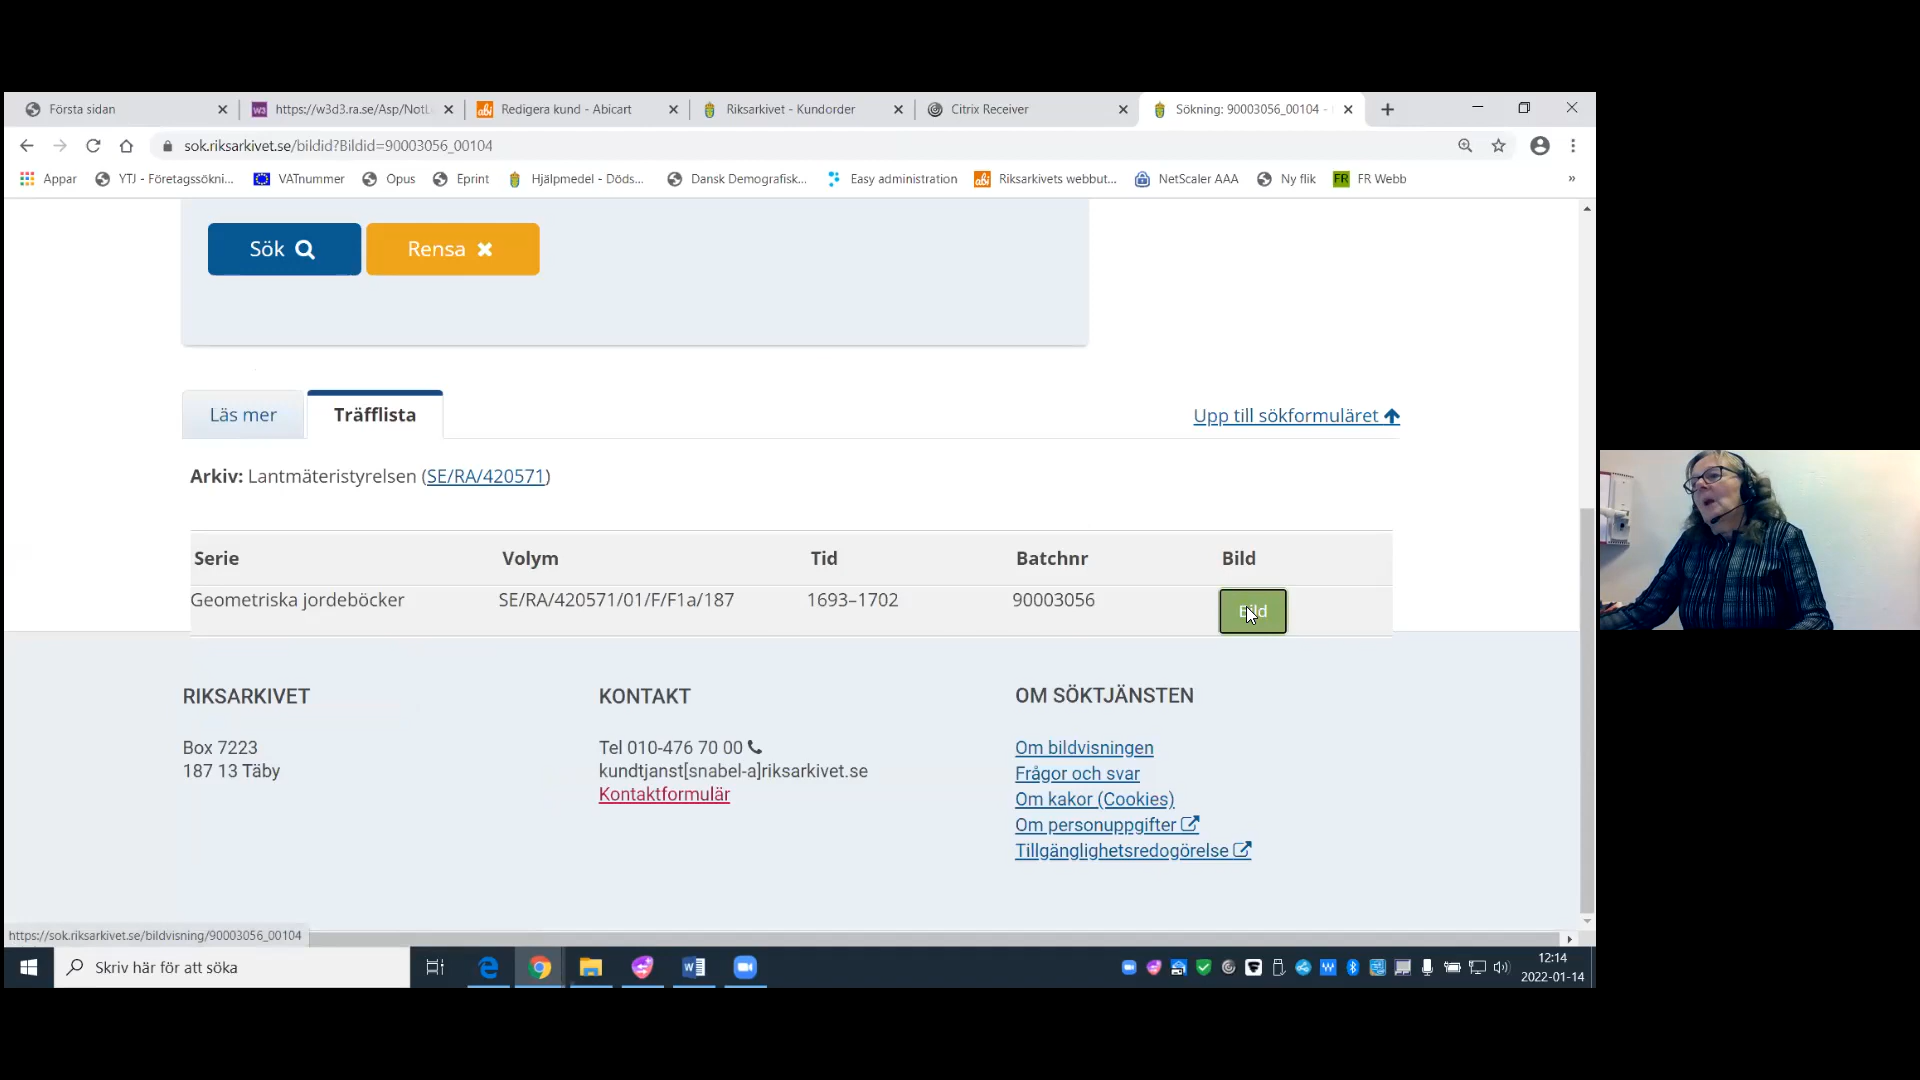 Första sidan
https://w3d3.ra.se/Asp/NotL
Redigera kund - Abicart
Riksarkivet - Kundorder
Citrix Receiver
Sökning: 90003056_00104 -
sok.riksarkivet.se/bildid?Bildid=90003056_00104
Appar
YTJ - Företagssökni...
VATnummer
Opus
Eprint
Hjälpmedel - Döds...
Dansk Demografisk...
Easy administration
Riksarkivets webbut...
NetScaler AAA
Ny flik
FR Webb
»
Sök
Rensa
Läs mer
Träfflista
Upp till sökformuläret
Arkiv: Lantmäteristyrelsen (SE/RA/420571)
Serie Volym Tid Batchnr Bild
Geometriska jordeböcker SE/RA/420571/01/F/F1a/187 1693–1702 90003056 Bild
RIKSARKIVET
Box 7223
187 13 Täby
KONTAKT
Tel 010-476 70 00
kundtjanst[snabel-a]riksarkivet.se
Kontaktformulär
OM SÖKTJÄNSTEN
Om bildvisningen
Frågor och svar
Om kakor (Cookies)
Om personuppgifter
Tillgänglighetsredogörelse
https://sok.riksarkivet.se/bildvisning/90003056_00104
Skriv här för att söka
12:14
2022-01-14